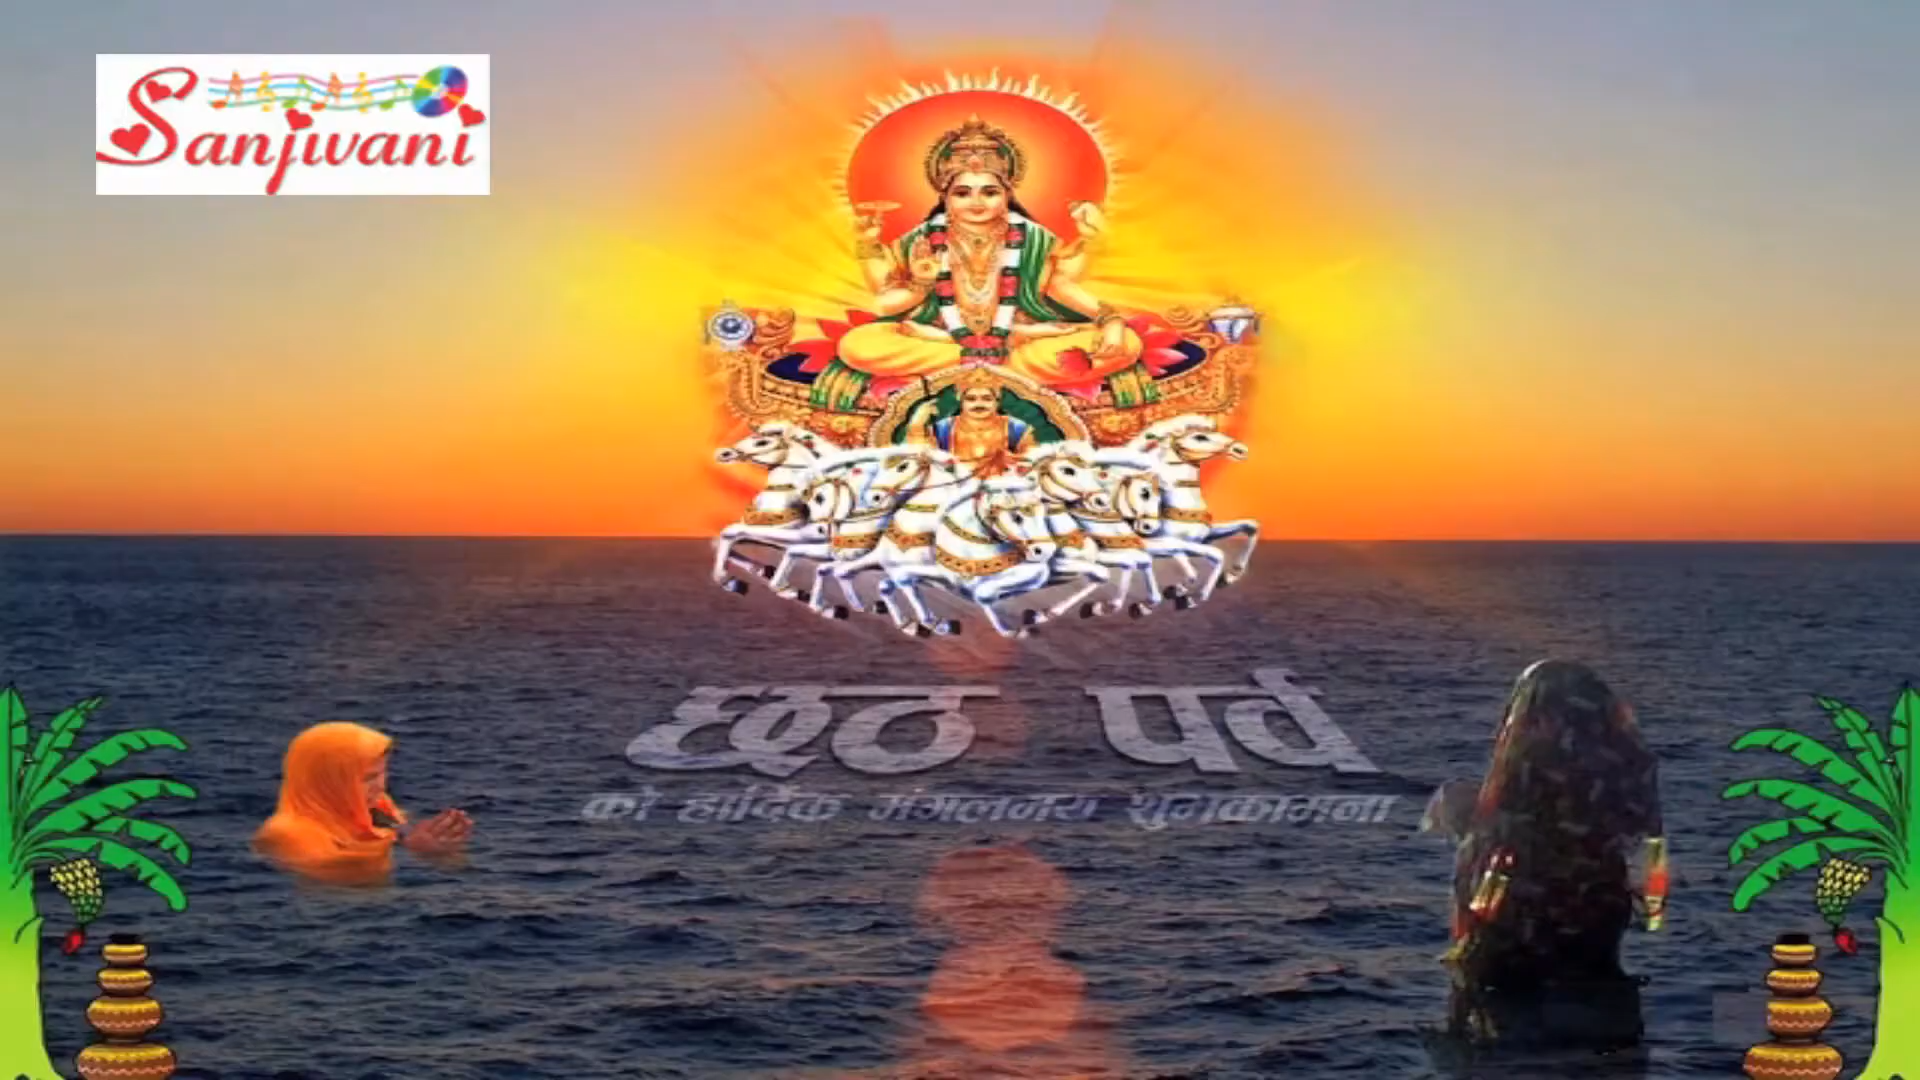 Sanjivani
छठ पर्व
की हार्दिक मंगलमय शुभकामना